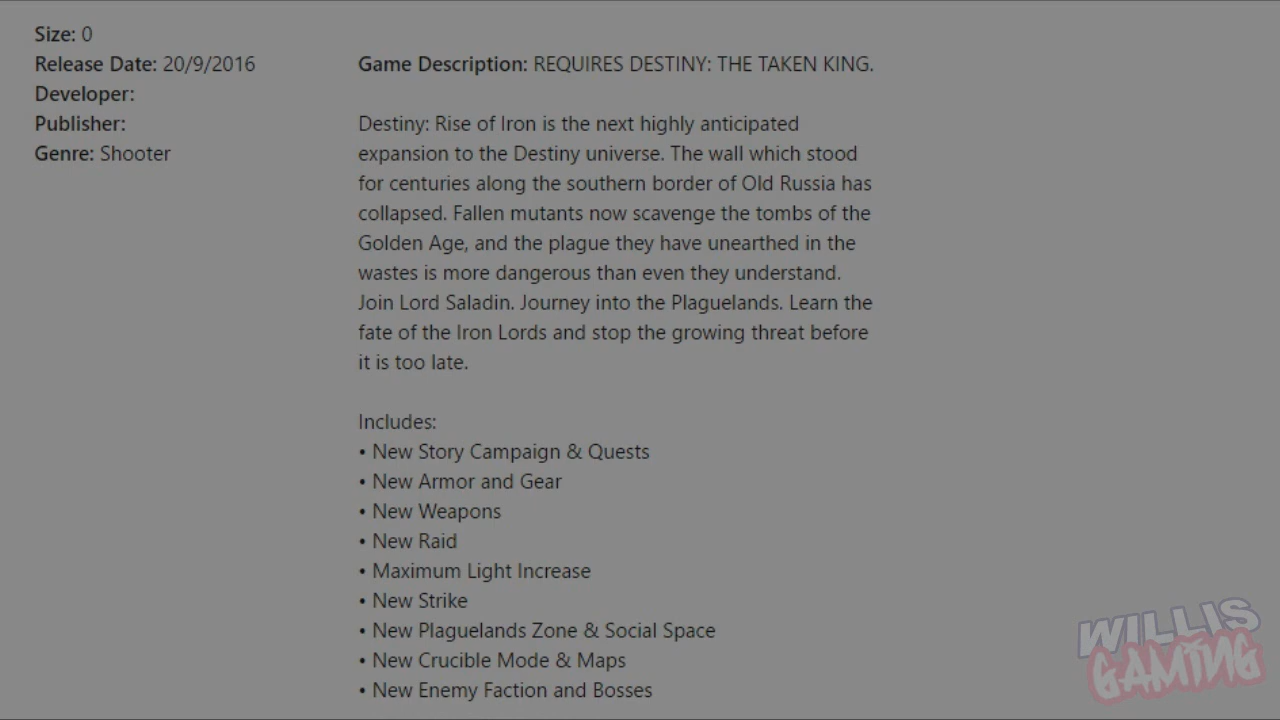 Size: 0
Release Date: 20/9/2016
Developer:
Publisher:
Genre: Shooter
Game Description: REQUIRES DESTINY: THE TAKEN KING.
Destiny: Rise of Iron is the next highly anticipated
expansion to the Destiny universe. The wall which stood
for centuries along the southern border of Old Russia has
collapsed. Fallen mutants now scavenge the tombs of the
Golden Age, and the plague they have unearthed in the
wastes is more dangerous than even they understand.
Join Lord Saladin. Journey into the Plaguelands. Learn the
fate of the Iron Lords and stop the growing threat before
it is too late.
Includes:
• New Story Campaign & Quests
• New Armor and Gear
• New Weapons
• New Raid
• Maximum Light Increase
• New Strike
• New Plaguelands Zone & Social Space
• New Crucible Mode & Maps
• New Enemy Faction and Bosses
WILLIS
GAMING